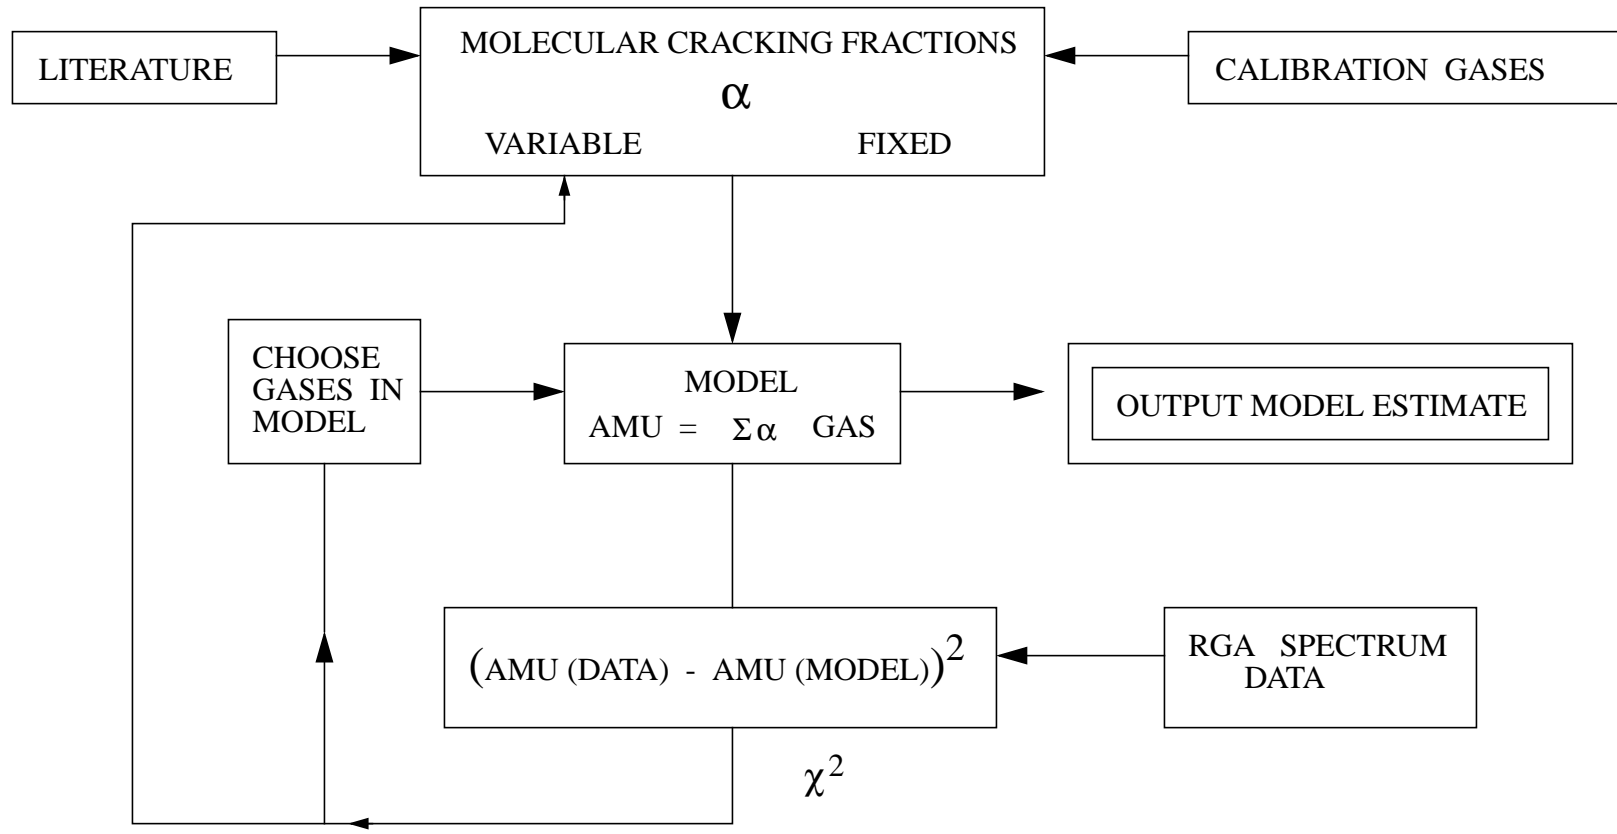 LITERATURE
MOLECULAR CRACKING FRACTIONS
α
VARIABLE FIXED
CALIBRATION GASES
CHOOSE
GASES IN
MODEL
MODEL
AMU = Σα GAS
OUTPUT MODEL ESTIMATE
(AMU (DATA) - AMU (MODEL))²
RGA SPECTRUM
DATA
χ²